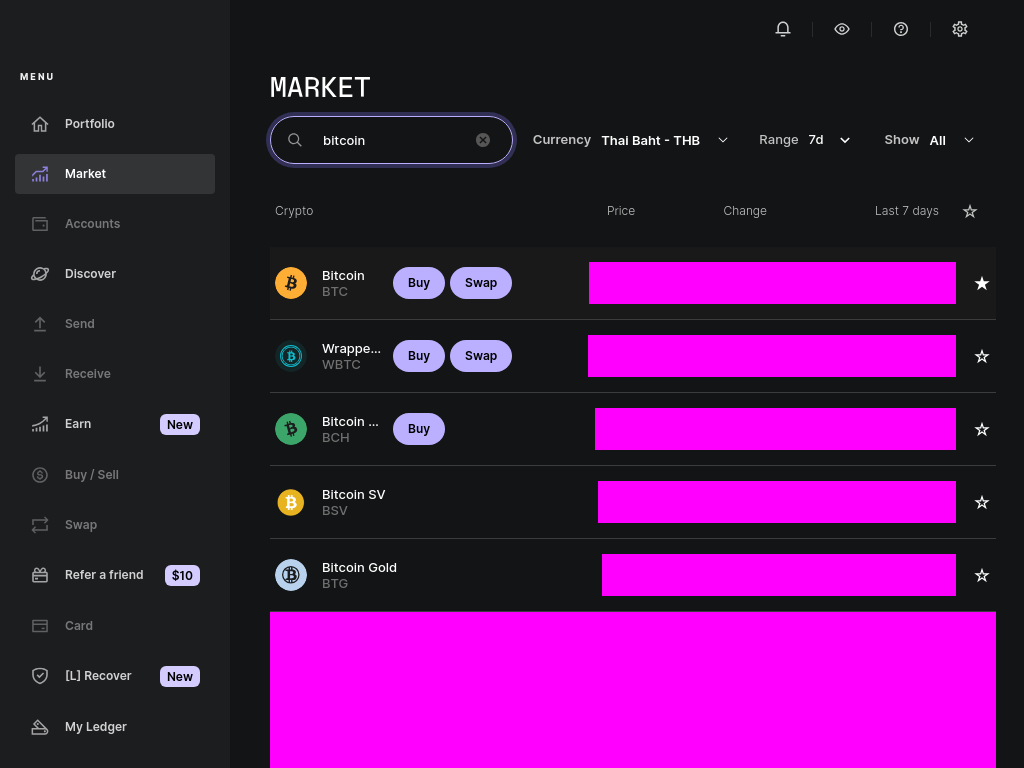 MENU
Portfolio
Market
Accounts
Discover
Send
Receive
Earn New
Buy / Sell
Swap
Refer a friend $10
Card
[L] Recover New
My Ledger
MARKET
bitcoin Currency Thai Baht - THB Range 7d Show All
Crypto Price Change Last 7 days
Bitcoin
BTC
Buy Swap
Wrappe...
WBTC
Buy Swap
Bitcoin ...
BCH
Buy
Bitcoin SV
BSV
Bitcoin Gold
BTG